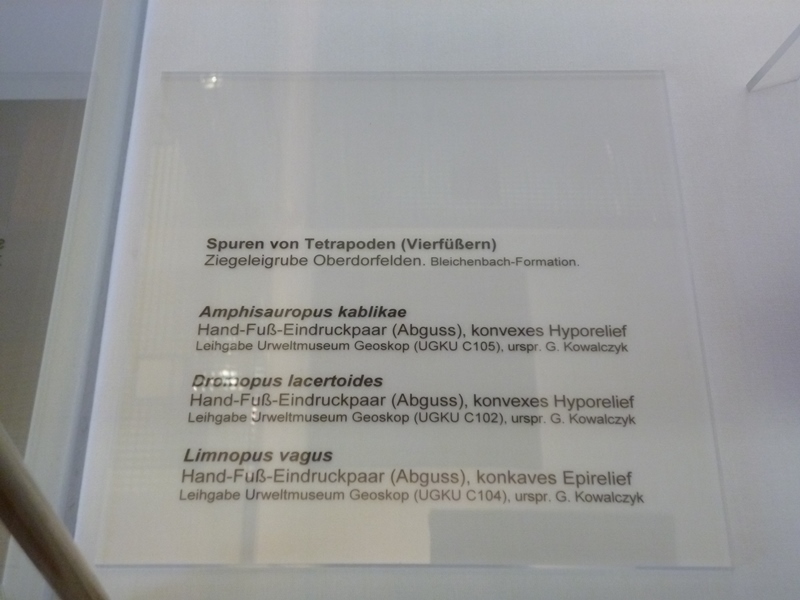 Spuren von Tetrapoden (Vierfüßern)
Ziegeleigrube Oberdorfelden. Bleichenbach-Formation.
Amphisauropus kablikae
Hand-Fuß-Eindruckpaar (Abguss), konvexes Hyporelief
Leihgabe Urweltmuseum Geoskop (UGKU C105), urspr. G. Kowalczyk
Dromopus lacertoides
Hand-Fuß-Eindruckpaar (Abguss), konvexes Hyporelief
Leihgabe Urweltmuseum Geoskop (UGKU C102), urspr. G. Kowalczyk
Limnopus vagus
Hand-Fuß-Eindruckpaar (Abguss), konkaves Epirelief
Leihgabe Urweltmuseum Geoskop (UGKU C104), urspr. G. Kowalczyk